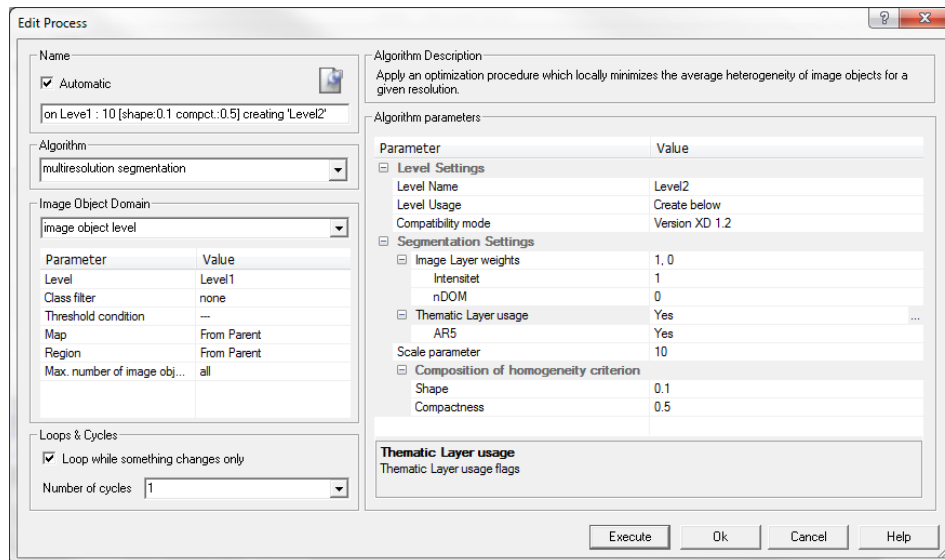 Edit Process
Name
Automatic
on Leve1 : 10 [shape:0.1 compct.:0.5] creating 'Level2'
Algorithm
multiresolution segmentation
Image Object Domain
image object level
Parameter Value
Level Level1
Class filter none
Threshold condition ---
Map From Parent
Region From Parent
Max. number of image obj... all
Loops & Cycles
Loop while something changes only
Number of cycles 1
Algorithm Description
Apply an optimization procedure which locally minimizes the average heterogeneity of image objects for a
given resolution.
Algorithm parameters
Parameter Value
Level Settings
Level Name Level2
Level Usage Create below
Compatibility mode Version XD 1.2
Segmentation Settings
Image Layer weights 1, 0
Intensitet 1
nDOM 0
Thematic Layer usage Yes ...
AR5 Yes
Scale parameter 10
Composition of homogeneity criterion
Shape 0.1
Compactness 0.5
Thematic Layer usage
Thematic Layer usage flags
Execute Ok Cancel Help